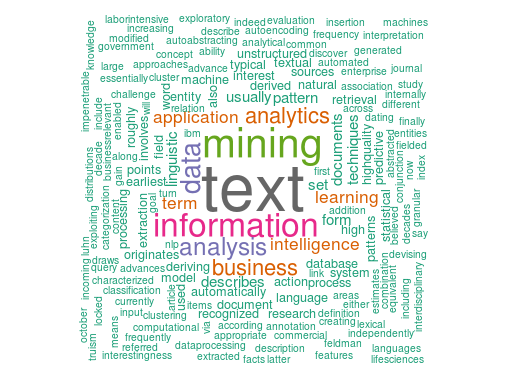 laborintensive exploratory indeed evaluation insertion machines
increasing describe autoencoding frequency interpretation
modified autoabstracting analytical common
government concept ability unstructured discover generated
knowledge
large approaches advance typical textual automated
essentially cluster machine interest sources enterprise journal
impenetrable
challenge widely word entity also usually derived pattern natural associative study
include roughly relation application analytics retrieval across internally
businessrelevant enabled involves field ibm dating different
decade along linguistic data mining documents techniques highquality predictive finally
distributions gain points entities
categorization content processing earliest turn text first set conjunction abstracted fielded
exploiting extraction goal term learning now index
addition statistical believed decades granular
luhn information form high say
nlp analysis intelligence patterns
incoming draws originates business database devising
query advances deriving link system estimates combination equivalent including interdisciplinary
characterized model describes action process
classification article used automatically language areas either
october locked currently items document definition
input clustering recognized research creating lexical
truism means computational via according annotation independently
frequently appropriate commercial
referred dataprocessing description feldman languages
interestingness extracted facts latter features lifesciences